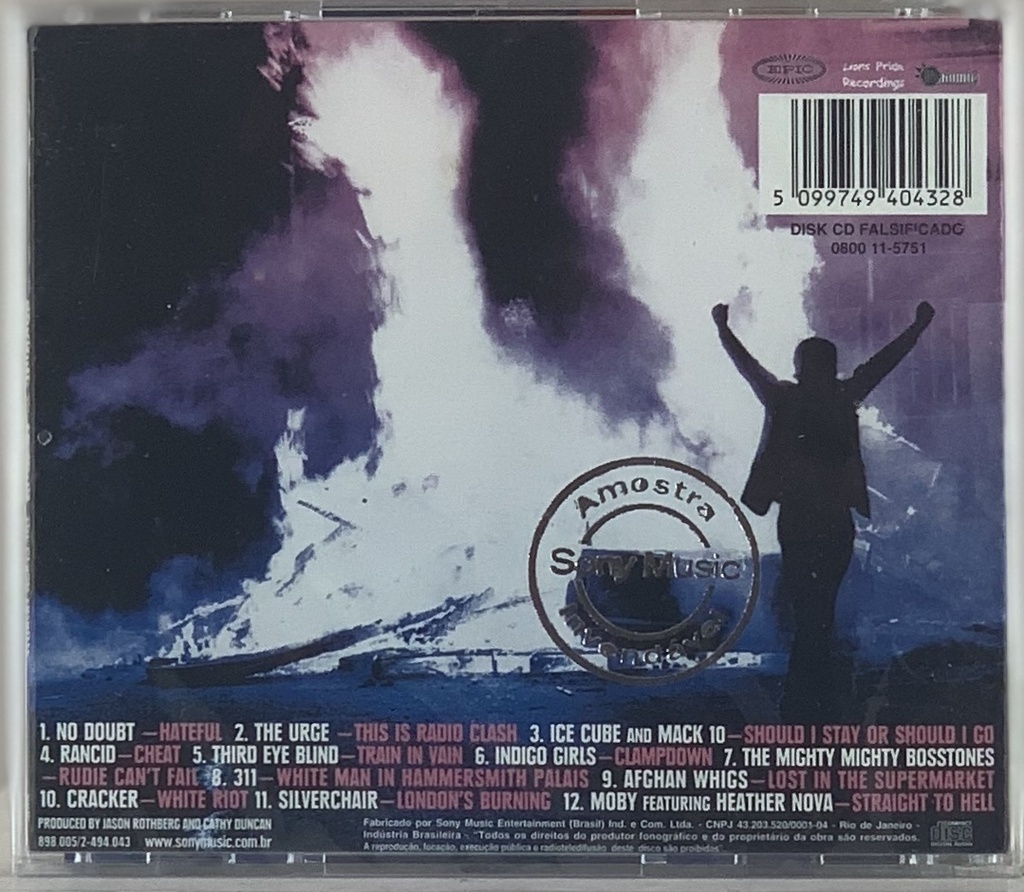 EPIC
Lions Pride
Recordings
5 099749 404328
DISK CD FALSIFICADO
0800 11-5751
Amostra
Sony Music
Invendável
1. NO DOUBT – HATEFUL 2. THE URGE – THIS IS RADIO CLASH 3. ICE CUBE AND MACK 10 – SHOULD I STAY OR SHOULD I GO
4. RANCID – CHEAT 5. THIRD EYE BLIND – TRAIN IN VAIN 6. INDIGO GIRLS – CLAMPDOWN 7. THE MIGHTY MIGHTY BOSSTONES
– RUDIE CAN'T FAIL 8. 311 – WHITE MAN IN HAMMERSMITH PALAIS 9. AFGHAN WHIGS – LOST IN THE SUPERMARKET
10. CRACKER – WHITE RIOT 11. SILVERCHAIR – LONDON'S BURNING 12. MOBY FEATURING HEATHER NOVA – STRAIGHT TO HELL
PRODUCED BY JASON ROTHBERG AND CATHY DUNCAN
898 005/2-494 043 www.sonymusic.com.br
Fabricado por Sony Music Entertainment (Brasil) Ind. e Com. Ltda. - CNPJ 43.203.520/0001-04 - Rio de Janeiro -
Indústria Brasileira - "Todos os direitos do produtor fonográfico e do proprietário da obra são reservados.
A reprodução, locação, execução pública e radioteledifusão deste disco são proibidas"
disc